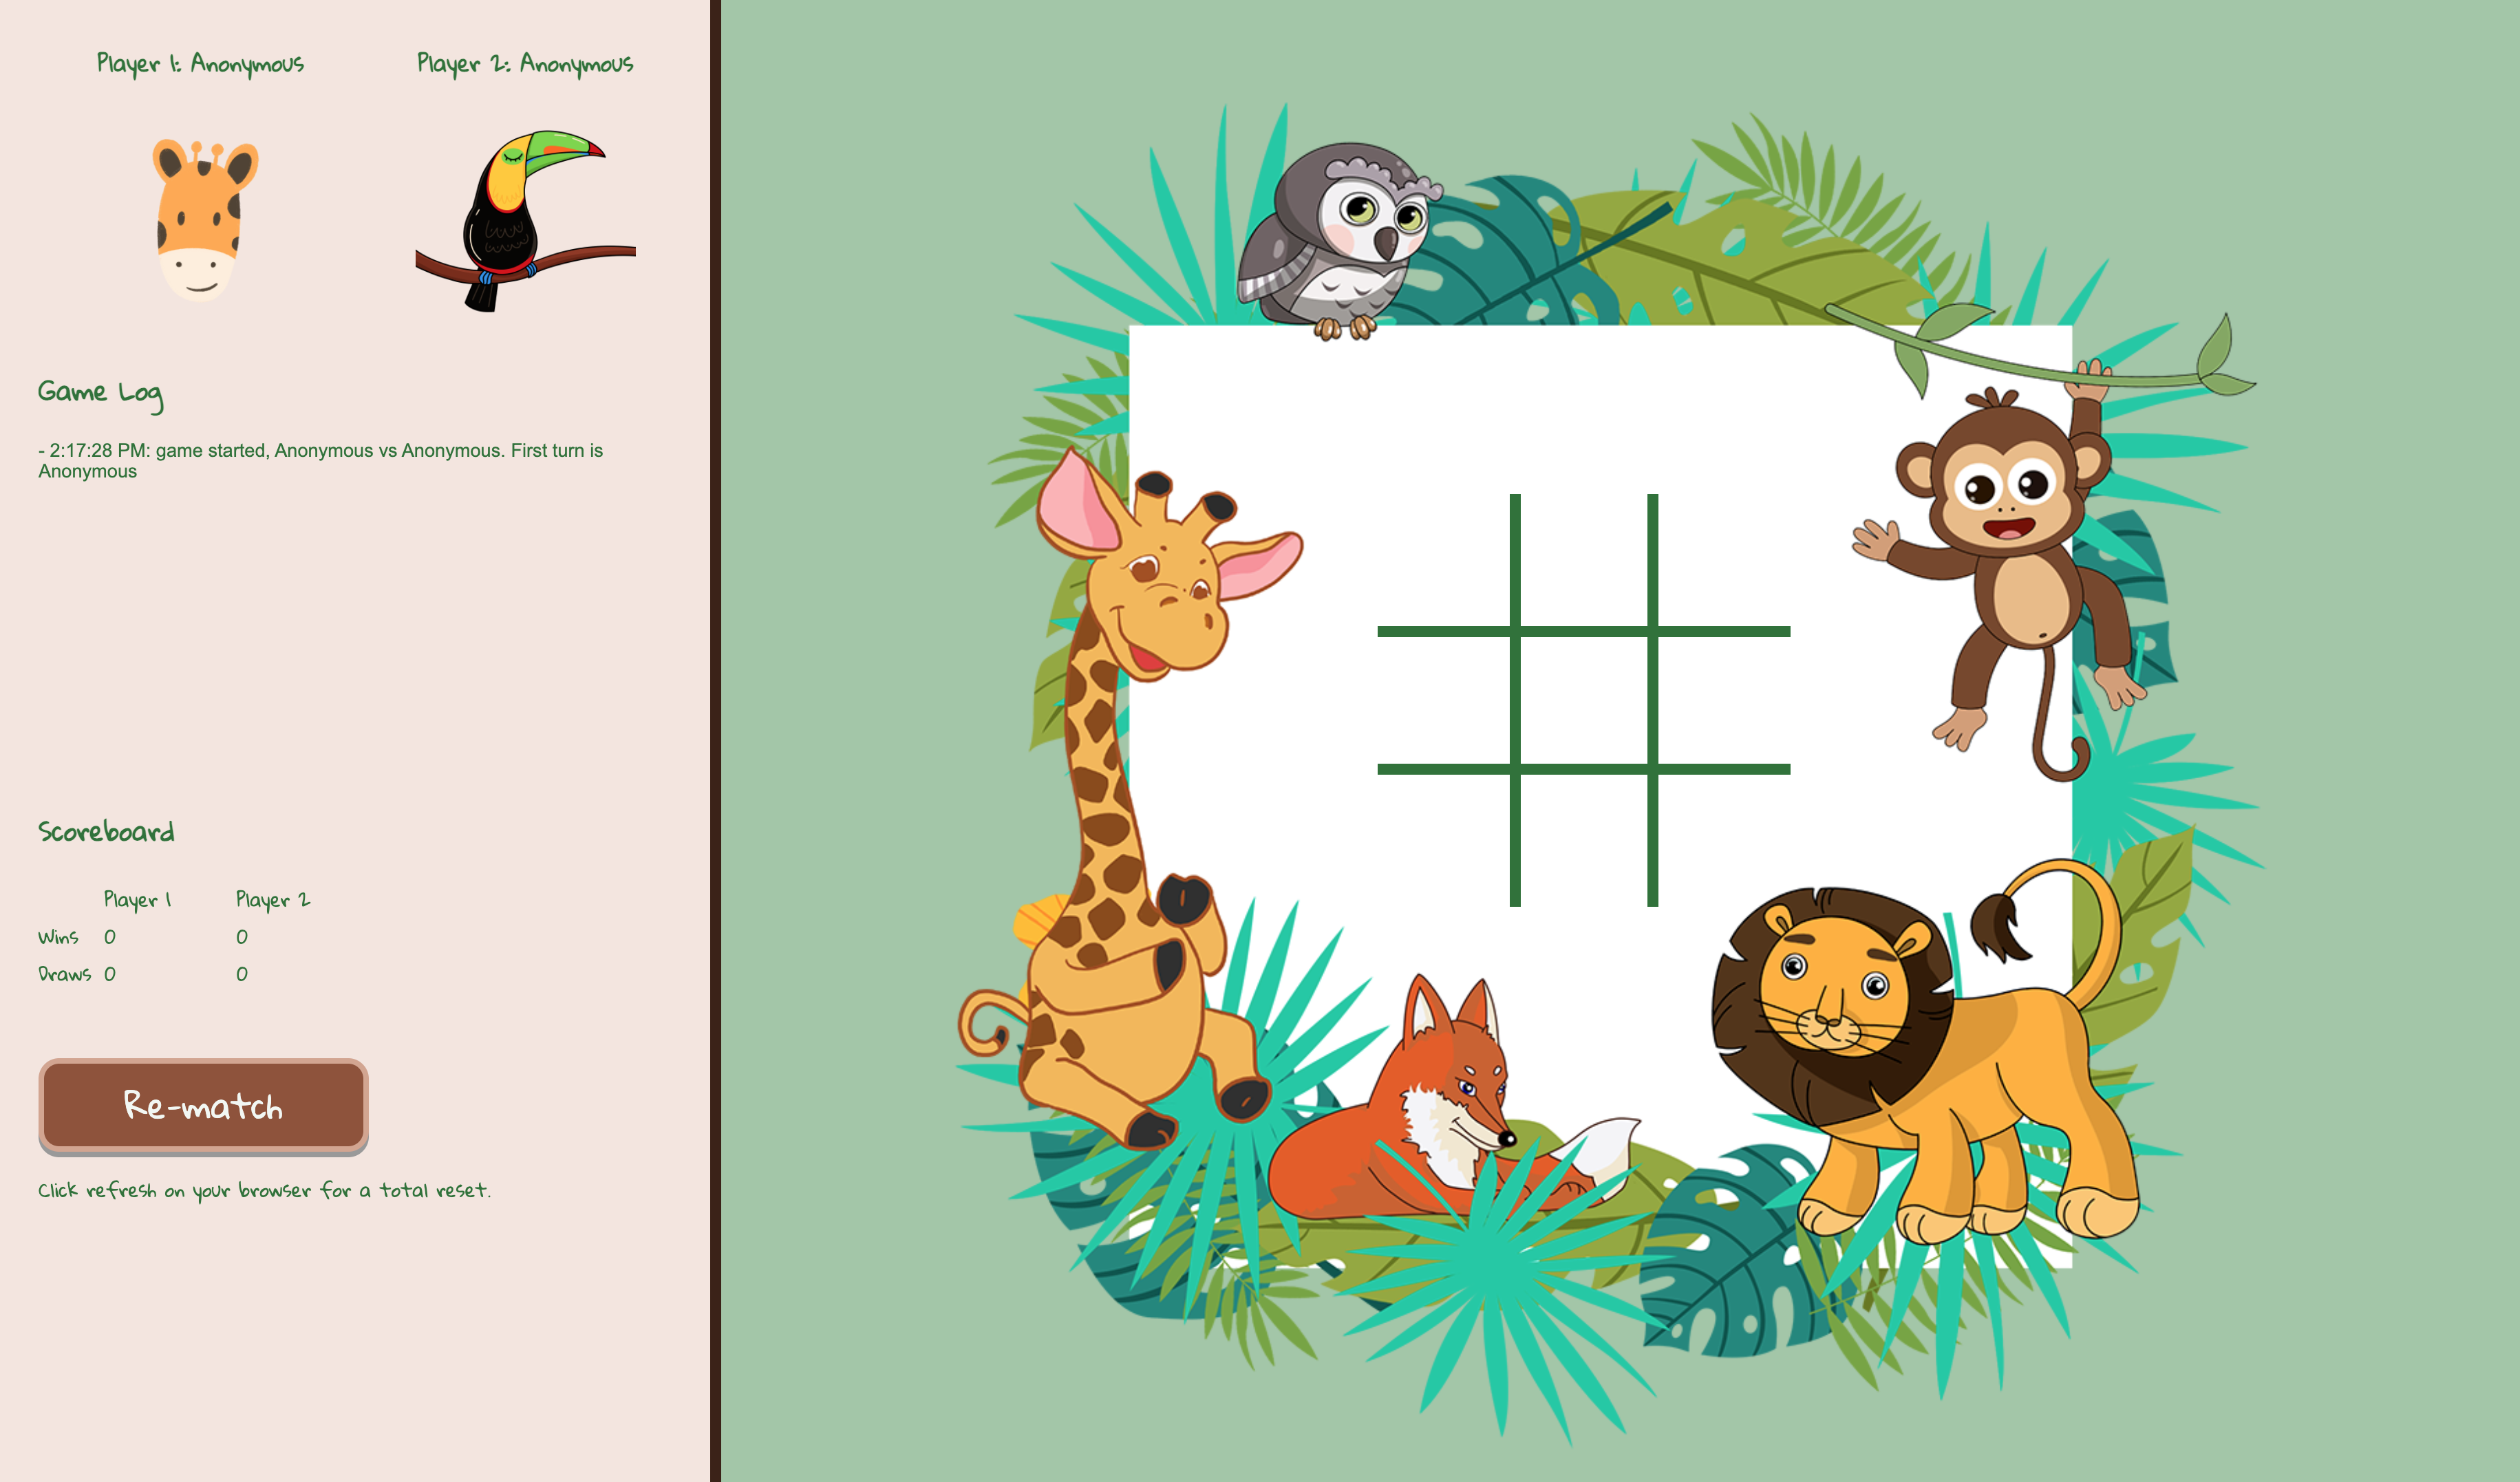 Player 1: Anonymous
Player 2: Anonymous
Game Log
- 2:17:28 PM: game started, Anonymous vs Anonymous. First turn is
Anonymous
Scoreboard
Player 1 Player 2
Wins 0 0
Draws 0 0
Re-match
Click refresh on your browser for a total reset.